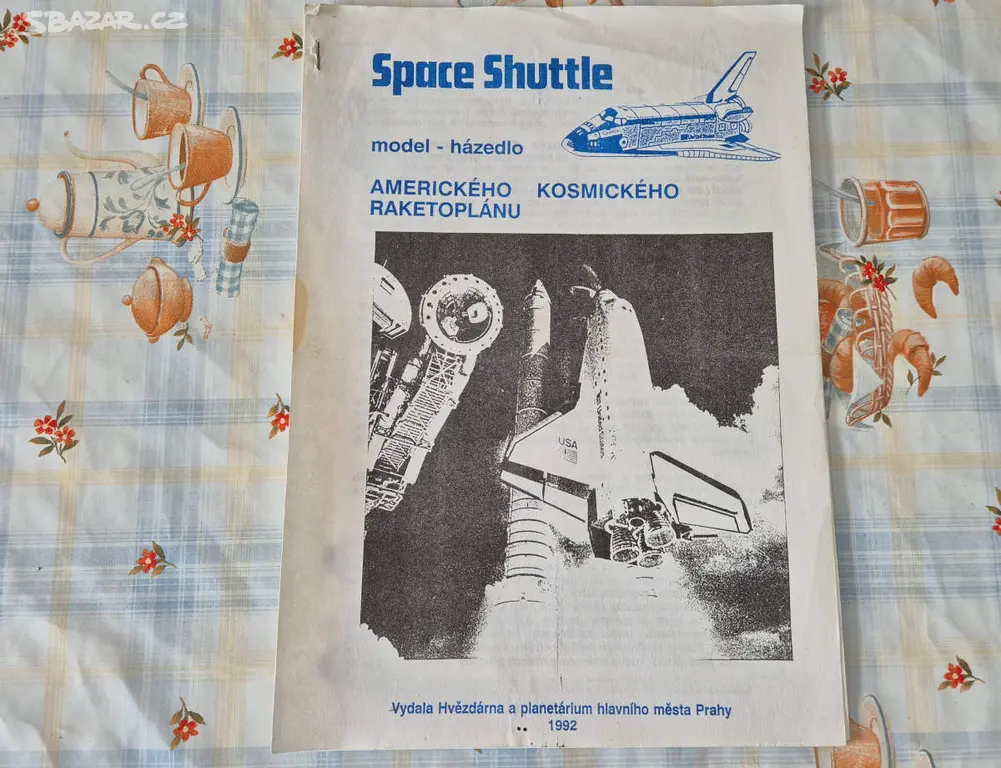 SBAZAR.CZ
Space Shuttle
model - házedlo
AMERICKÉHO KOSMICKÉHO
RAKETOPLÁNU
USA
Vydala Hvězdárna a planetárium hlavního města Prahy
1992